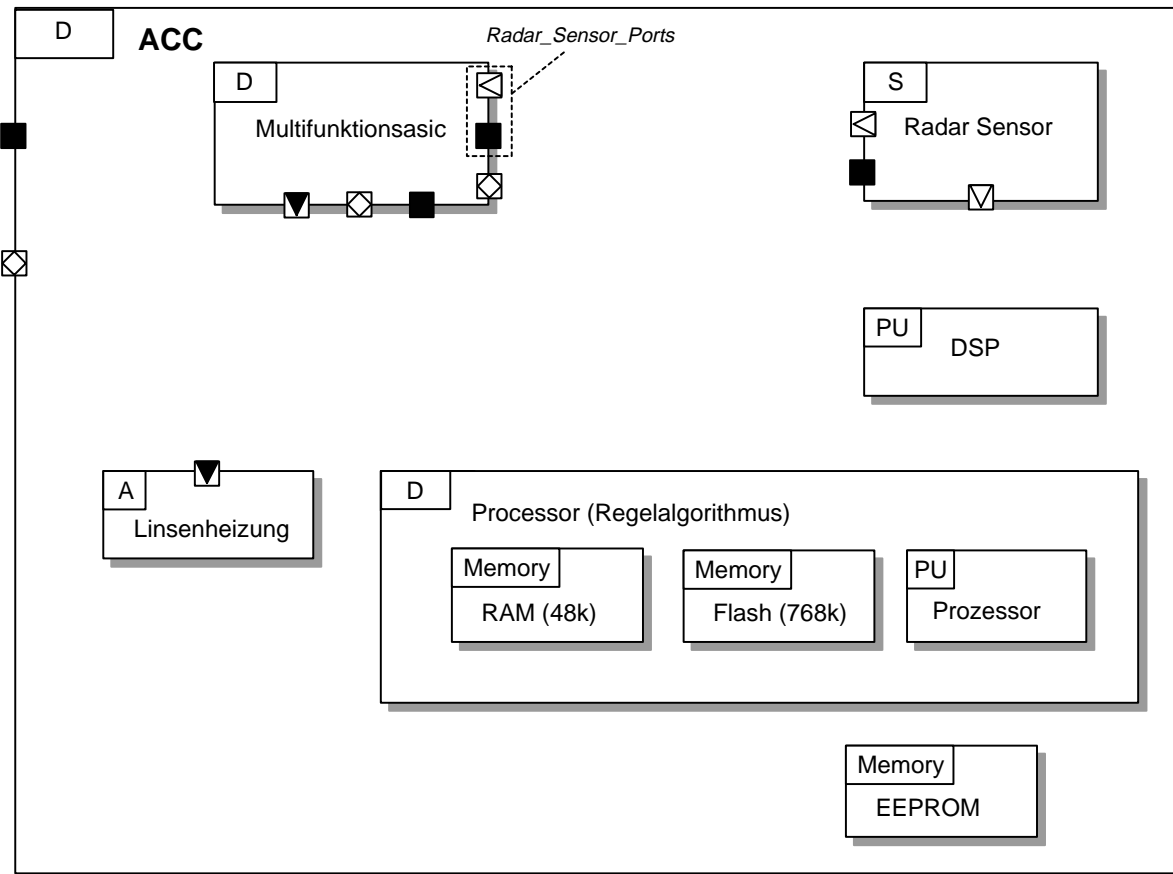 D
ACC
Radar_Sensor_Ports
D
Multifunktionsasic
S
Radar Sensor
PU
DSP
A
Linsenheizung
D
Processor (Regelalgorithmus)
Memory
RAM (48k)
Memory
Flash (768k)
PU
Prozessor
Memory
EEPROM